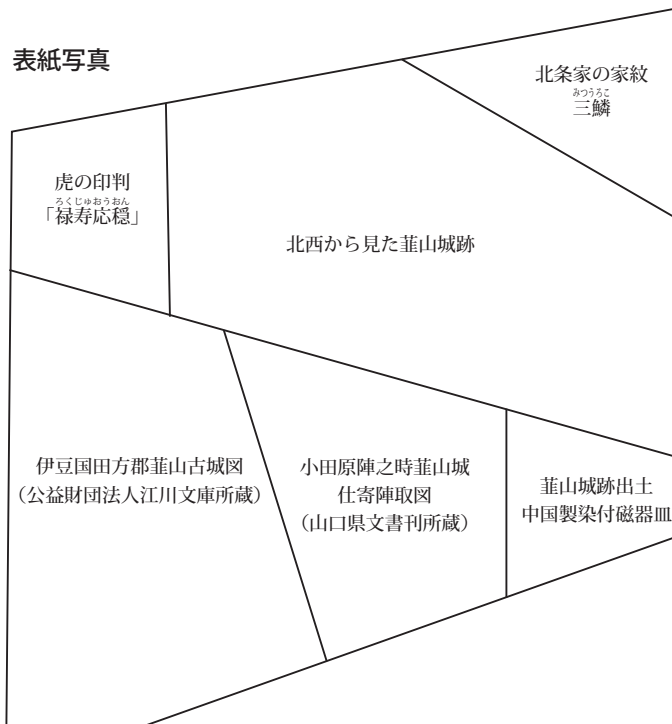 表紙写真
北条家の家紋
みつうろこ
三鱗
虎の印判
ろくじゅおうおん
「禄寿応穏」
北西から見た韮山城跡
伊豆国田方郡韮山古城図
（公益財団法人江川文庫所蔵）
小田原陣之時韮山城
仕寄陣取図
（山口県文書刊所蔵）
韮山城跡出土
中国製染付磁器皿